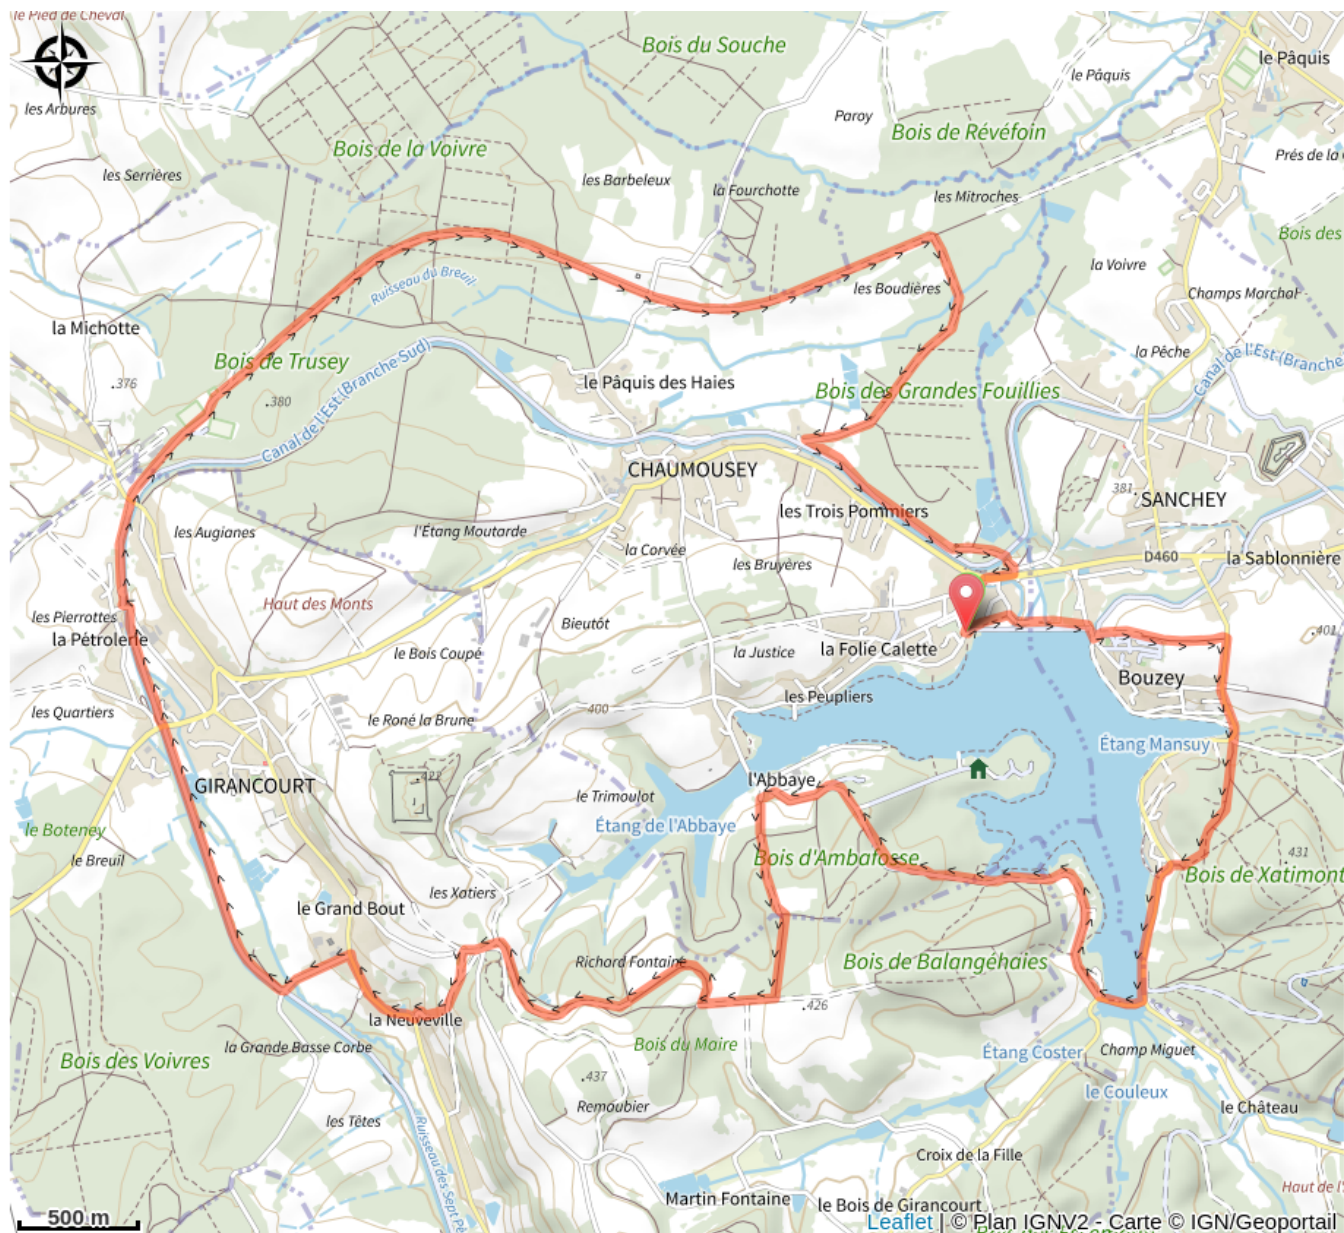 le Pied de Cheval
Bois du Souche
le Pâquis
le Pâquis
les Arbures
Paroy
Bois de Révéfoin
Bois de la Voivre
Prés de la
les Serrières
les Barbeleux
la Fourchotte
les Mitroches
Bois des
la Voivre
Ruisseau du Breuil
les Boudières
Champs Marchal
la Michotte
la Pêche
Canal de l'Est (Branche
Bois de Trusey
Canal de l'Est (Branche Sud)
.376
le Pâquis des Haies
Bois des Grandes Fouillies
.380
CHAUMOUSEY
381
SANCHEY
les Trois Pommiers
les Augianes
l'Étang Moutarde
la Corvée
D460
la Sablonnière
les Bruyères
Haut des Monts
les Pierrottes
Bieutôt
.401
la Pétrolerie
le Bois Coupé
la Justice
la Folie Calette
Bouzey
les Peupliers
les Quartiers
le Roné la Brune
400
Étang Mansuy
GIRANCOURT
.422
l'Abbaye
le Trimoulot
Étang de l'Abbaye
le Boteney
le Breuil
Bois d'Ambafosse
.431
Bois de Xatimont
les Xatiers
le Grand Bout
Richard Fontaine
Bois de Balangéhaies
.426
la Neuveville
la Grande Basse Corbe
Bois du Maire
Étang Coster
Champ Miguet
Bois des Voivres
.437
le Couleux
Remoubier
le Château
les Têtes
Ruisseau des Sept Pê
Croix de la Fille
Martin Fontaine
le Bois de Girancourt
Haut de l'
500 m
Leaflet | © Plan IGNV2 - Carte © IGN/Geoportail